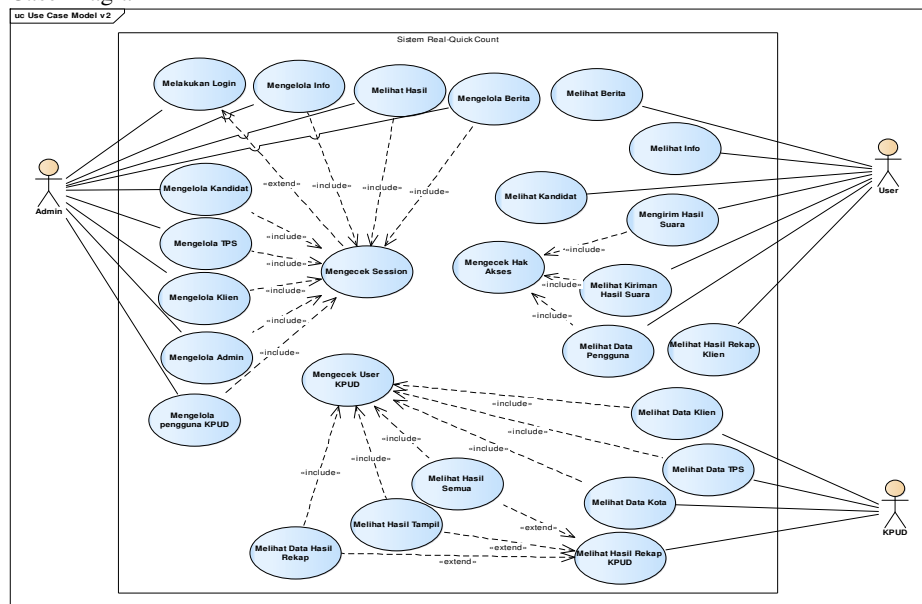 uc Use Case Model v2
Sistem Real-Quick Count
Melakukan Login
Mengelola Info
Melihat Hasil
Mengelola Berita
Melihat Berita
Melihat Info
Admin
User
Mengelola Kandidat
«extend»
«include»
«include»
«include»
Melihat Kandidat
Mengirim Hasil
Suara
Mengelola TPS
«include»
«include»
Mengecek Session
Mengecek Hak
Akses
«include»
«include»
Mengelola Klien
«include»
Melihat Kiriman
Hasil Suara
«include»
Mengelola Admin
«include»
«include»
Melihat Data
Pengguna
Melihat Hasil Rekap
Klien
Mengecek User
KPUD
Mengelola
pengguna KPUD
«include»
Melihat Data Klien
«include»
«include»
«include»
«include»
«include»
Melihat Data TPS
Melihat Hasil
Semua
Melihat Data Kota
KPUD
Melihat Hasil Tampil
«extend»
Melihat Data Hasil
Rekap
«extend»
«extend»
Melihat Hasil Rekap
KPUD